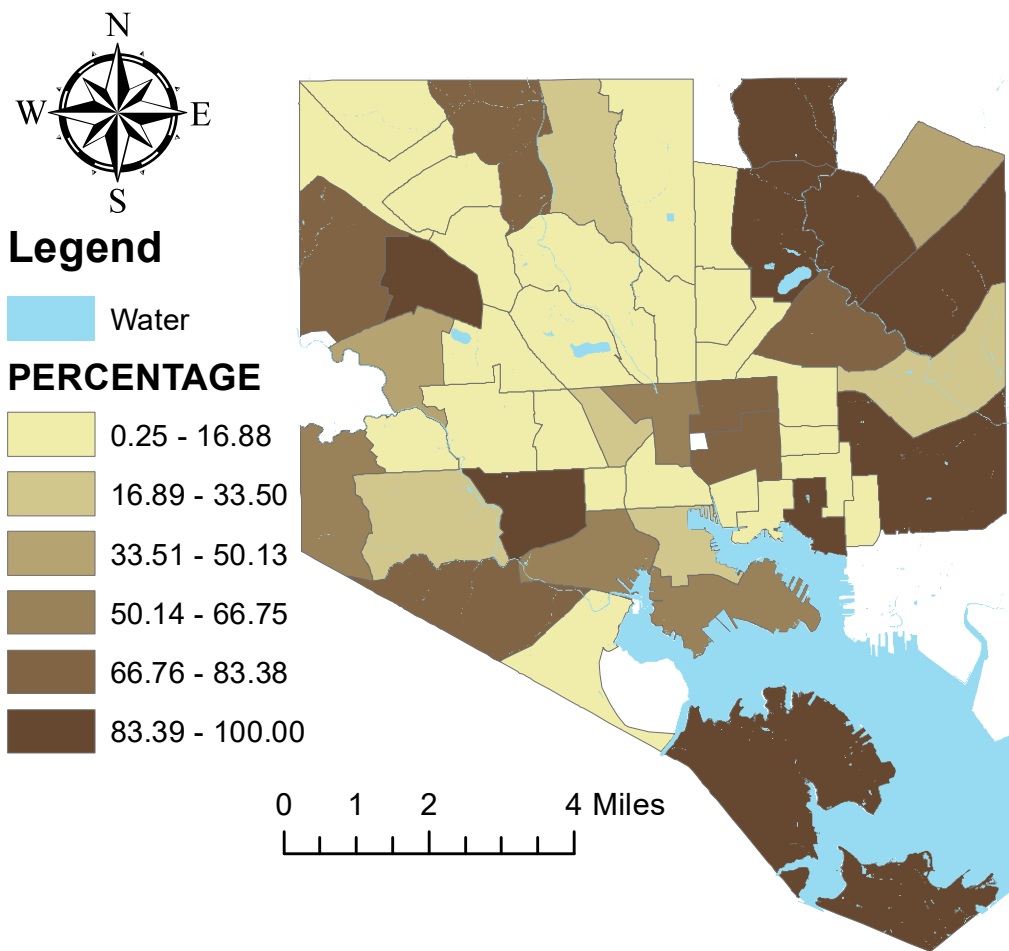 N
W E
S
Legend
Water
PERCENTAGE
0.25 - 16.88
16.89 - 33.50
33.51 - 50.13
50.14 - 66.75
66.76 - 83.38
83.39 - 100.00
0 1 2 4 Miles